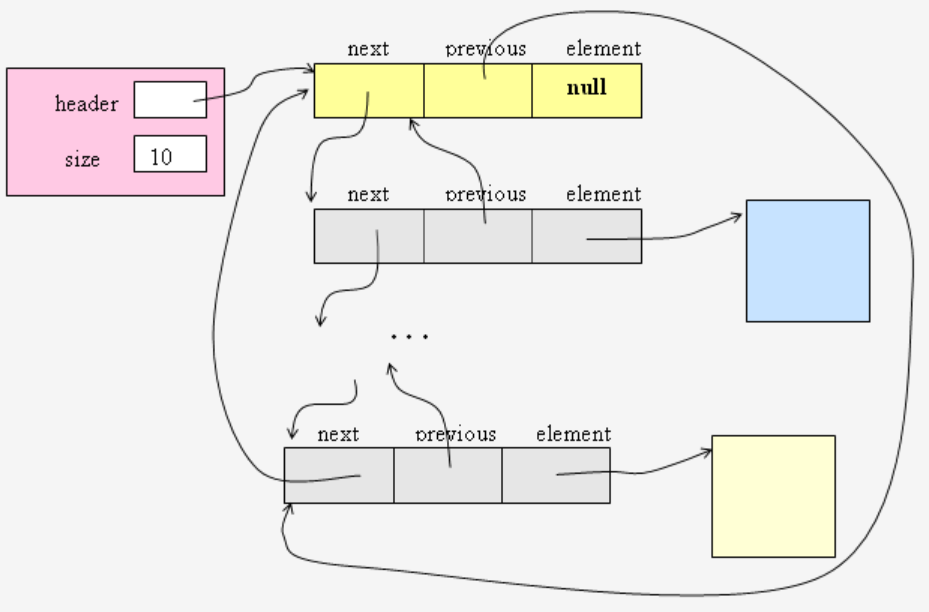 next previous element
header null
size 10
next previous element
...
next previous element